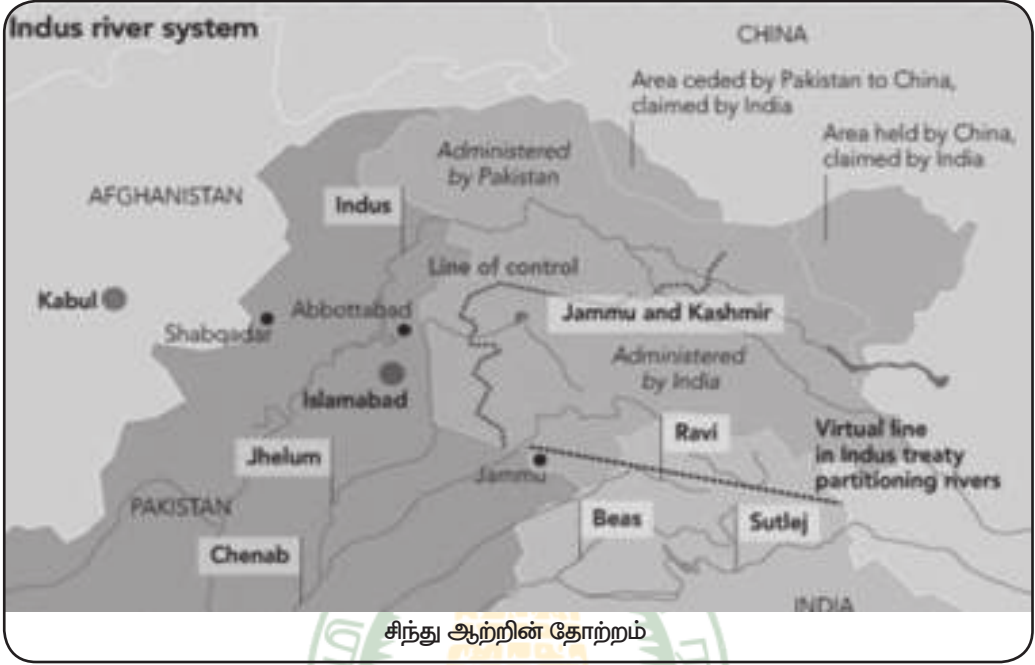 Indus river system
CHINA
Area ceded by Pakistan to China,
claimed by India
Area held by China,
claimed by India
Administered
by Pakistan
AFGHANISTAN
Indus
Line of control
Kabul
Abbottabad
Shabqadar
Jammu and Kashmir
Administered
by India
Islamabad
Ravi
Virtual line
in Indus treaty
partitioning rivers
Jhelum
Jammu
PAKISTAN
Beas
Sutlej
Chenab
INDIA
சிந்து ஆற்றின் தோற்றம்